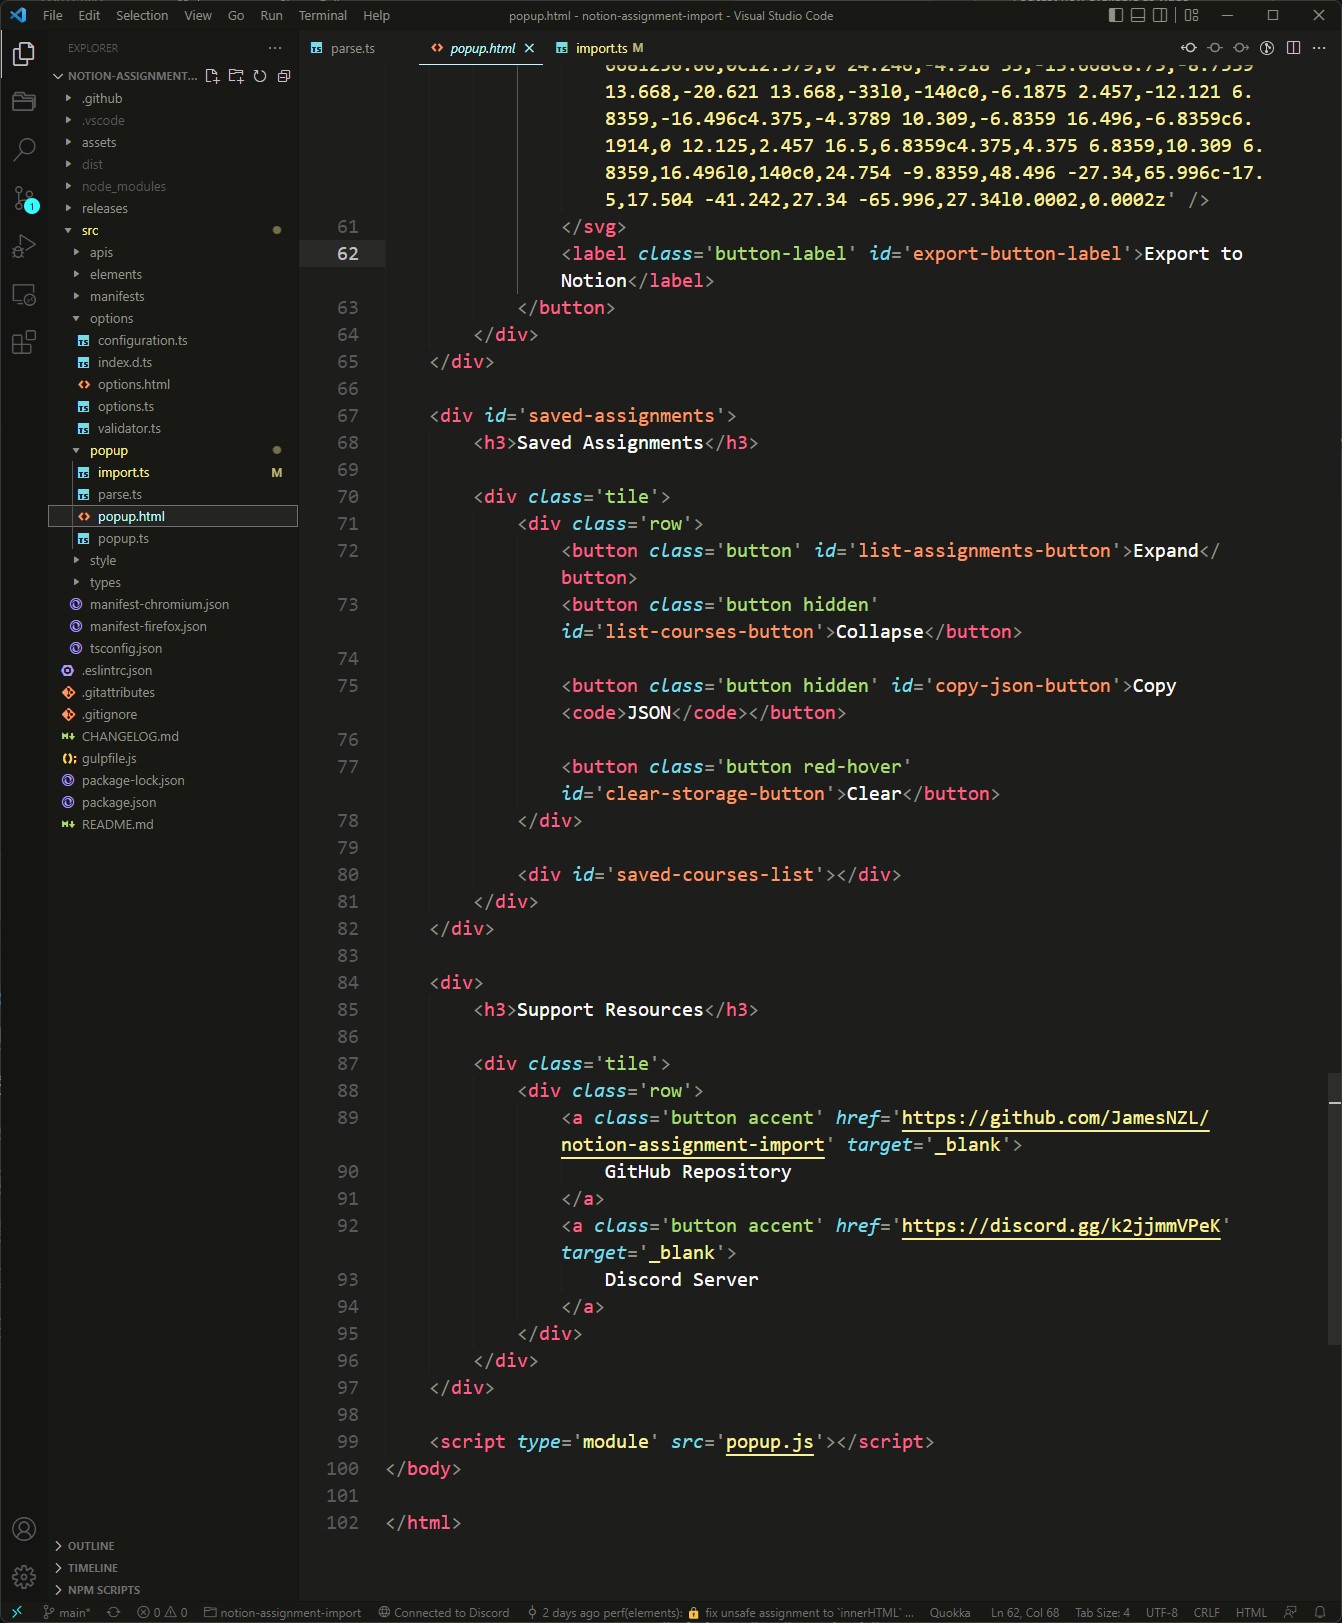 File Edit Selection View Go Run Terminal Help
popup.html - notion-assignment-import - Visual Studio Code
EXPLORER
NOTION-ASSIGNMENT...
.github
.vscode
assets
dist
node_modules
releases
src
apis
elements
manifests
options
configuration.ts
index.d.ts
options.html
options.ts
validator.ts
popup
import.ts M
parse.ts
popup.html
popup.ts
style
types
manifest-chromium.json
manifest-firefox.json
tsconfig.json
.eslintrc.json
.gitattributes
.gitignore
CHANGELOG.md
gulpfile.js
package-lock.json
package.json
README.md
OUTLINE
TIMELINE
NPM SCRIPTS
1
parse.ts popup.html import.ts M
13.668,-20.621 13.668,-33l0,-140c0,-6.1875 2.457,-12.121 6.
8359,-16.496c4.375,-4.3789 10.309,-6.8359 16.496,-6.8359c6.
1914,0 12.125,2.457 16.5,6.8359c4.375,4.375 6.8359,10.309 6.
8359,16.496l0,140c0,24.754 -9.8359,48.496 -27.34,65.996c-17.
5,17.504 -41.242,27.34 -65.996,27.34l0.0002,0.0002z' />
61 </svg>
62 <label class='button-label' id='export-button-label'>Export to
Notion</label>
63 </button>
64 </div>
65 </div>
66
67 <div id='saved-assignments'>
68 <h3>Saved Assignments</h3>
69
70 <div class='tile'>
71 <div class='row'>
72 <button class='button' id='list-assignments-button'>Expand</
button>
73 <button class='button hidden'
id='list-courses-button'>Collapse</button>
74
75 <button class='button hidden' id='copy-json-button'>Copy
<code>JSON</code></button>
76
77 <button class='button red-hover'
id='clear-storage-button'>Clear</button>
78 </div>
79
80 <div id='saved-courses-list'></div>
81 </div>
82 </div>
83
84 <div>
85 <h3>Support Resources</h3>
86
87 <div class='tile'>
88 <div class='row'>
89 <a class='button accent' href='https://github.com/JamesNZL/
notion-assignment-import' target='_blank'>
90 GitHub Repository
91 </a>
92 <a class='button accent' href='https://discord.gg/k2jjmmVPeK'
target='_blank'>
93 Discord Server
94 </a>
95 </div>
96 </div>
97 </div>
98
99 <script type='module' src='popup.js'></script>
100 </body>
101
102 </html>
main* 0 0 notion-assignment-import Connected to Discord 2 days ago perf(elements): 🔒 fix unsafe assignment to `innerHTML` ... Quokka Ln 62, Col 68 Tab Size: 4 UTF-8 CRLF HTML